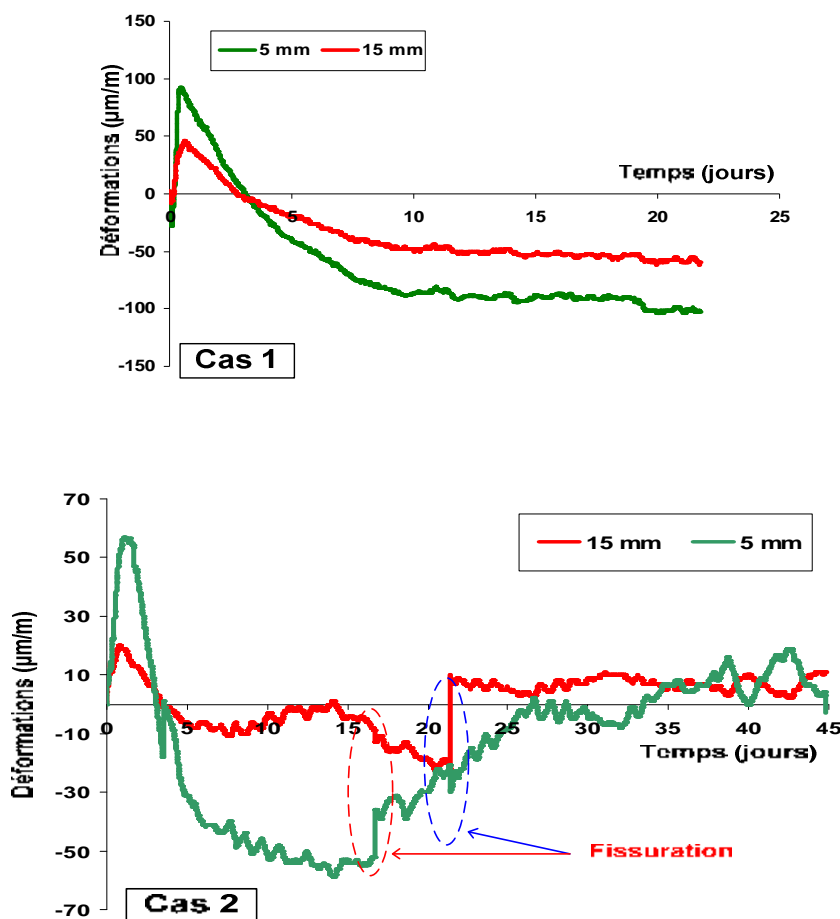 150
5 mm 15 mm
100
50
Déformations (µm/m)
Temps (jours)
0
0 5 10 15 20 25
-50
-100
-150
Cas 1
70
50
30
10
-10
-30
-50
-70
15 mm 5 mm
Déformations (µm/m)
0 5 10 15 20 25 30 35 40 45
Temps (jours)
Fissuration
Cas 2